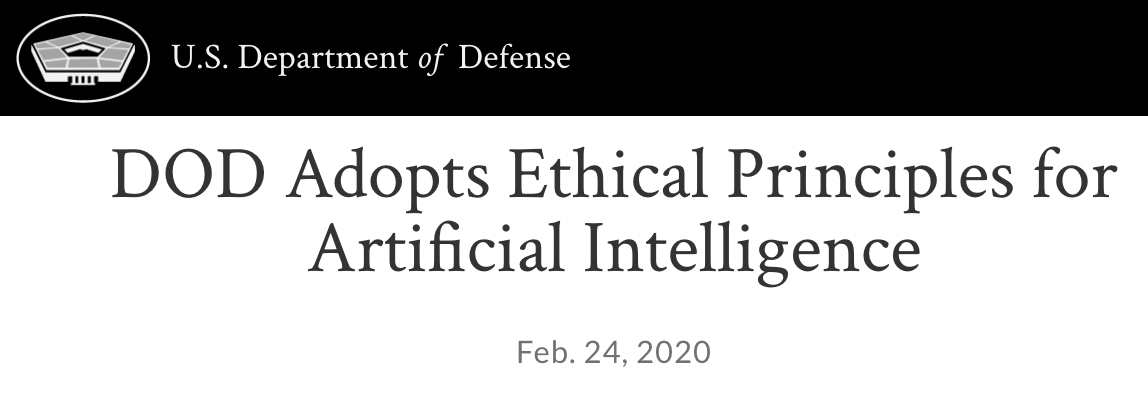 U.S. Department of Defense
DOD Adopts Ethical Principles for
Artificial Intelligence
Feb. 24, 2020